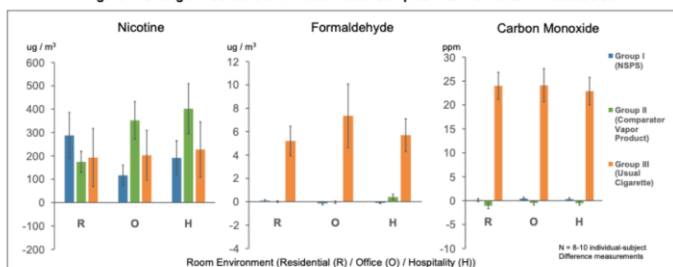 Nicotine
Formaldehyde
Carbon Monoxide
ug / m³
ug / m³
ppm
600
500
400
300
200
100
0
-100
-200
R
O
H
12
10
8
6
4
2
0
-2
-4
R
O
H
30
25
20
15
10
5
0
-5
-10
R
O
H
Group I
(NSPS)
Group II
(Comparator
Vapor
Product)
Group III
(Usual
Cigarette)
N = 8-10 individual-subject
Difference measurements
Room Environment (Residential (R) / Office (O) / Hospitality (H))